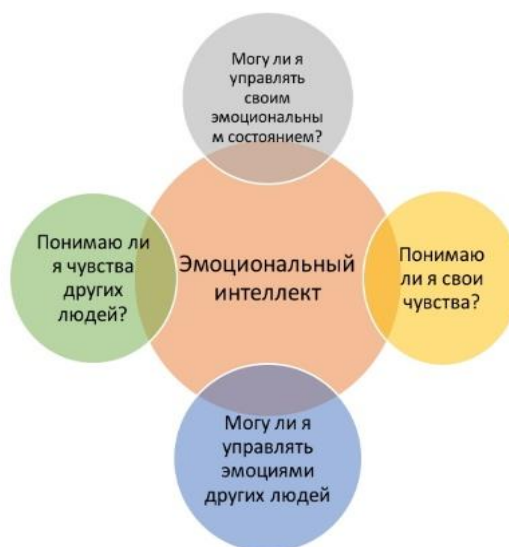 Могу ли я
управлять
своим
эмоциональны
м состоянием?
Понимаю ли
я чувства
других
людей?
Эмоциональный
интеллект
Понимаю
ли я свои
чувства?
Могу ли я
управлять
эмоциями
других людей